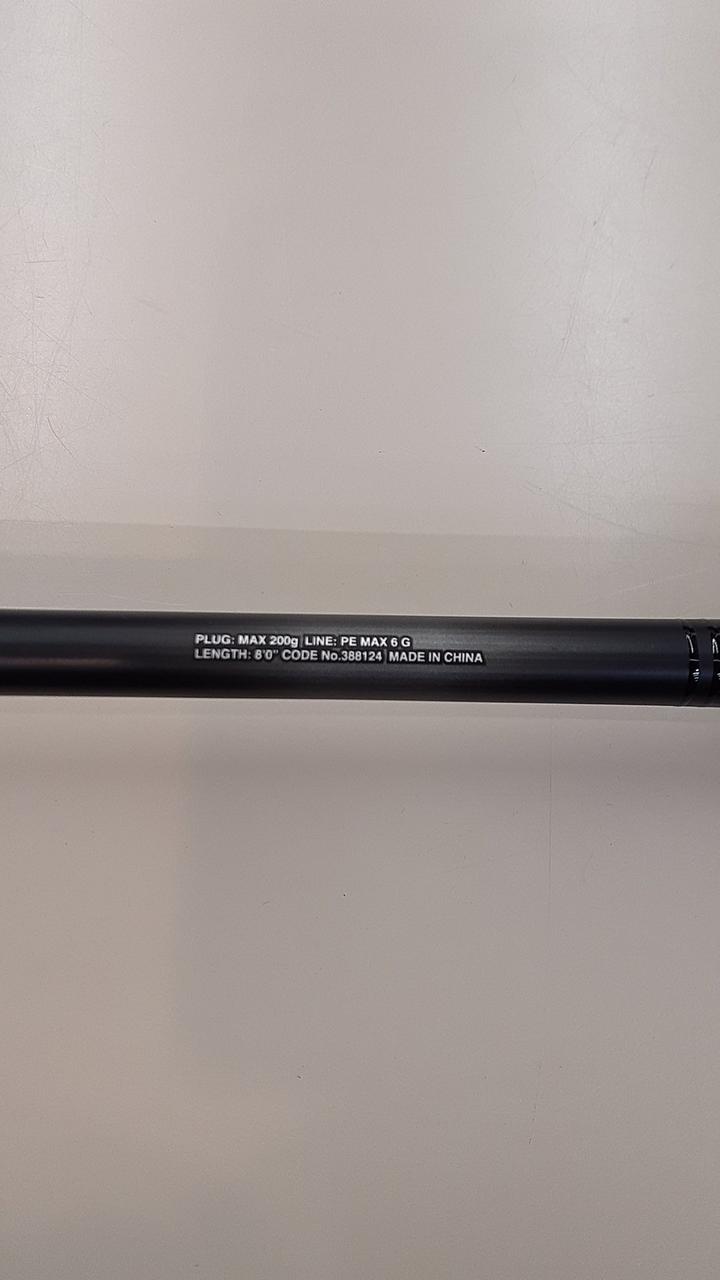 PLUG: MAX 200g LINE: PE MAX 6 G
LENGTH: 8'0" CODE No.388124 MADE IN CHINA